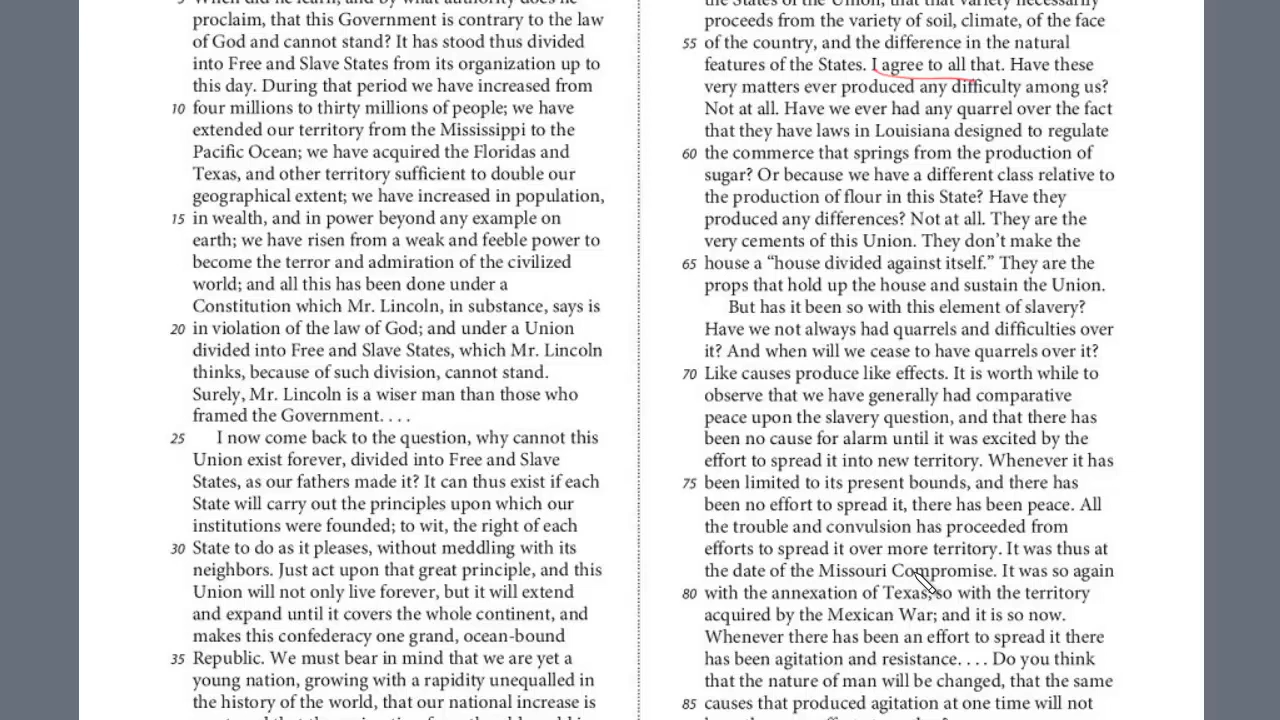 proclaim, that this Government is contrary to the law
of God and cannot stand? It has stood thus divided
into Free and Slave States from its organization up to
this day. During that period we have increased from
10 four millions to thirty millions of people; we have
extended our territory from the Mississippi to the
Pacific Ocean; we have acquired the Floridas and
Texas, and other territory sufficient to double our
geographical extent; we have increased in population,
15 in wealth, and in power beyond any example on
earth; we have risen from a weak and feeble power to
become the terror and admiration of the civilized
world; and all this has been done under a
Constitution which Mr. Lincoln, in substance, says is
20 in violation of the law of God; and under a Union
divided into Free and Slave States, which Mr. Lincoln
thinks, because of such division, cannot stand.
Surely, Mr. Lincoln is a wiser man than those who
framed the Government. . . .
25 I now come back to the question, why cannot this
Union exist forever, divided into Free and Slave
States, as our fathers made it? It can thus exist if each
State will carry out the principles upon which our
institutions were founded; to wit, the right of each
30 State to do as it pleases, without meddling with its
neighbors. Just act upon that great principle, and this
Union will not only live forever, but it will extend
and expand until it covers the whole continent, and
makes this confederacy one grand, ocean-bound
35 Republic. We must bear in mind that we are yet a
young nation, growing with a rapidity unequalled in
the history of the world, that our national increase is
the States of the Union, that that variety necessarily
proceeds from the variety of soil, climate, of the face
55 of the country, and the difference in the natural
features of the States. I agree to all that. Have these
very matters ever produced any difficulty among us?
Not at all. Have we ever had any quarrel over the fact
that they have laws in Louisiana designed to regulate
60 the commerce that springs from the production of
sugar? Or because we have a different class relative to
the production of flour in this State? Have they
produced any differences? Not at all. They are the
very cements of this Union. They don’t make the
65 house a “house divided against itself.” They are the
props that hold up the house and sustain the Union.
But has it been so with this element of slavery?
Have we not always had quarrels and difficulties over
it? And when will we cease to have quarrels over it?
70 Like causes produce like effects. It is worth while to
observe that we have generally had comparative
peace upon the slavery question, and that there has
been no cause for alarm until it was excited by the
effort to spread it into new territory. Whenever it has
75 been limited to its present bounds, and there has
been no effort to spread it, there has been peace. All
the trouble and convulsion has proceeded from
efforts to spread it over more territory. It was thus at
the date of the Missouri Compromise. It was so again
80 with the annexation of Texas; so with the territory
acquired by the Mexican War; and it is so now.
Whenever there has been an effort to spread it there
has been agitation and resistance. . . . Do you think
that the nature of man will be changed, that the same
85 causes that produced agitation at one time will not